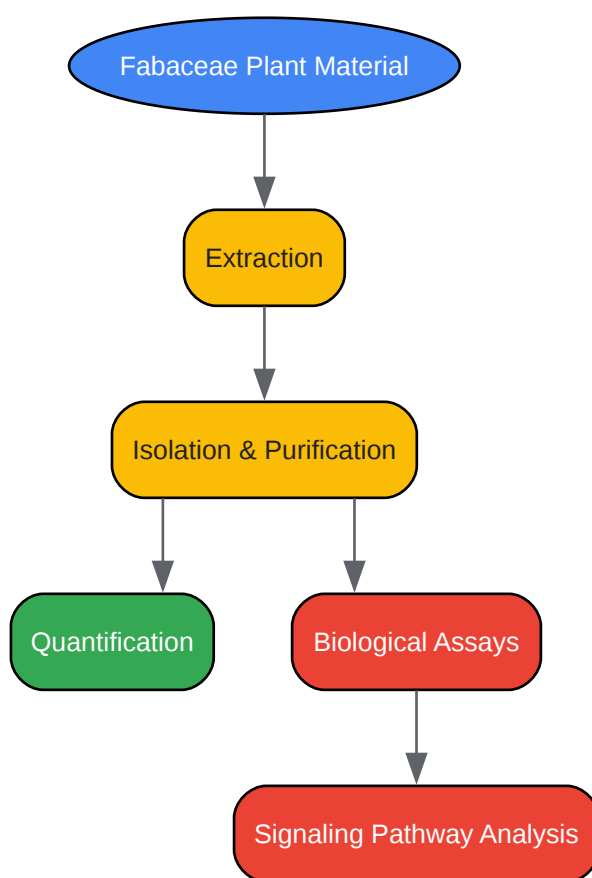 Fabaceae Plant Material
Extraction
Isolation & Purification
Quantification
Biological Assays
Signaling Pathway Analysis